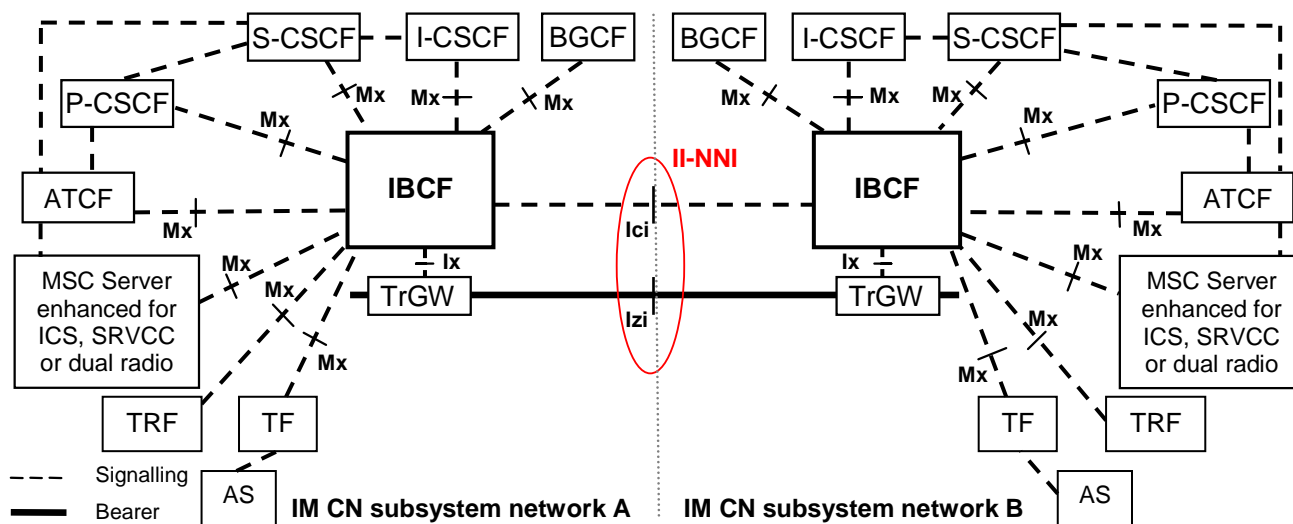 S-CSCF
I-CSCF
BGCF
BGCF
I-CSCF
S-CSCF
Mx
Mx
Mx
Mx
Mx
Mx
P-CSCF
P-CSCF
Mx
Mx
IBCF
II-NNI
IBCF
ATCF
ATCF
Mx
Ici
Mx
Mx
Ix
Ix
Mx
MSC Server
enhanced for
ICS, SRVCC
or dual radio
TrGW
TrGW
MSC Server
enhanced for
ICS, SRVCC
or dual radio
Mx
Izi
Mx
Mx
Mx
TRF
TF
TF
TRF
Signalling
AS
AS
Bearer
IM CN subsystem network A
IM CN subsystem network B